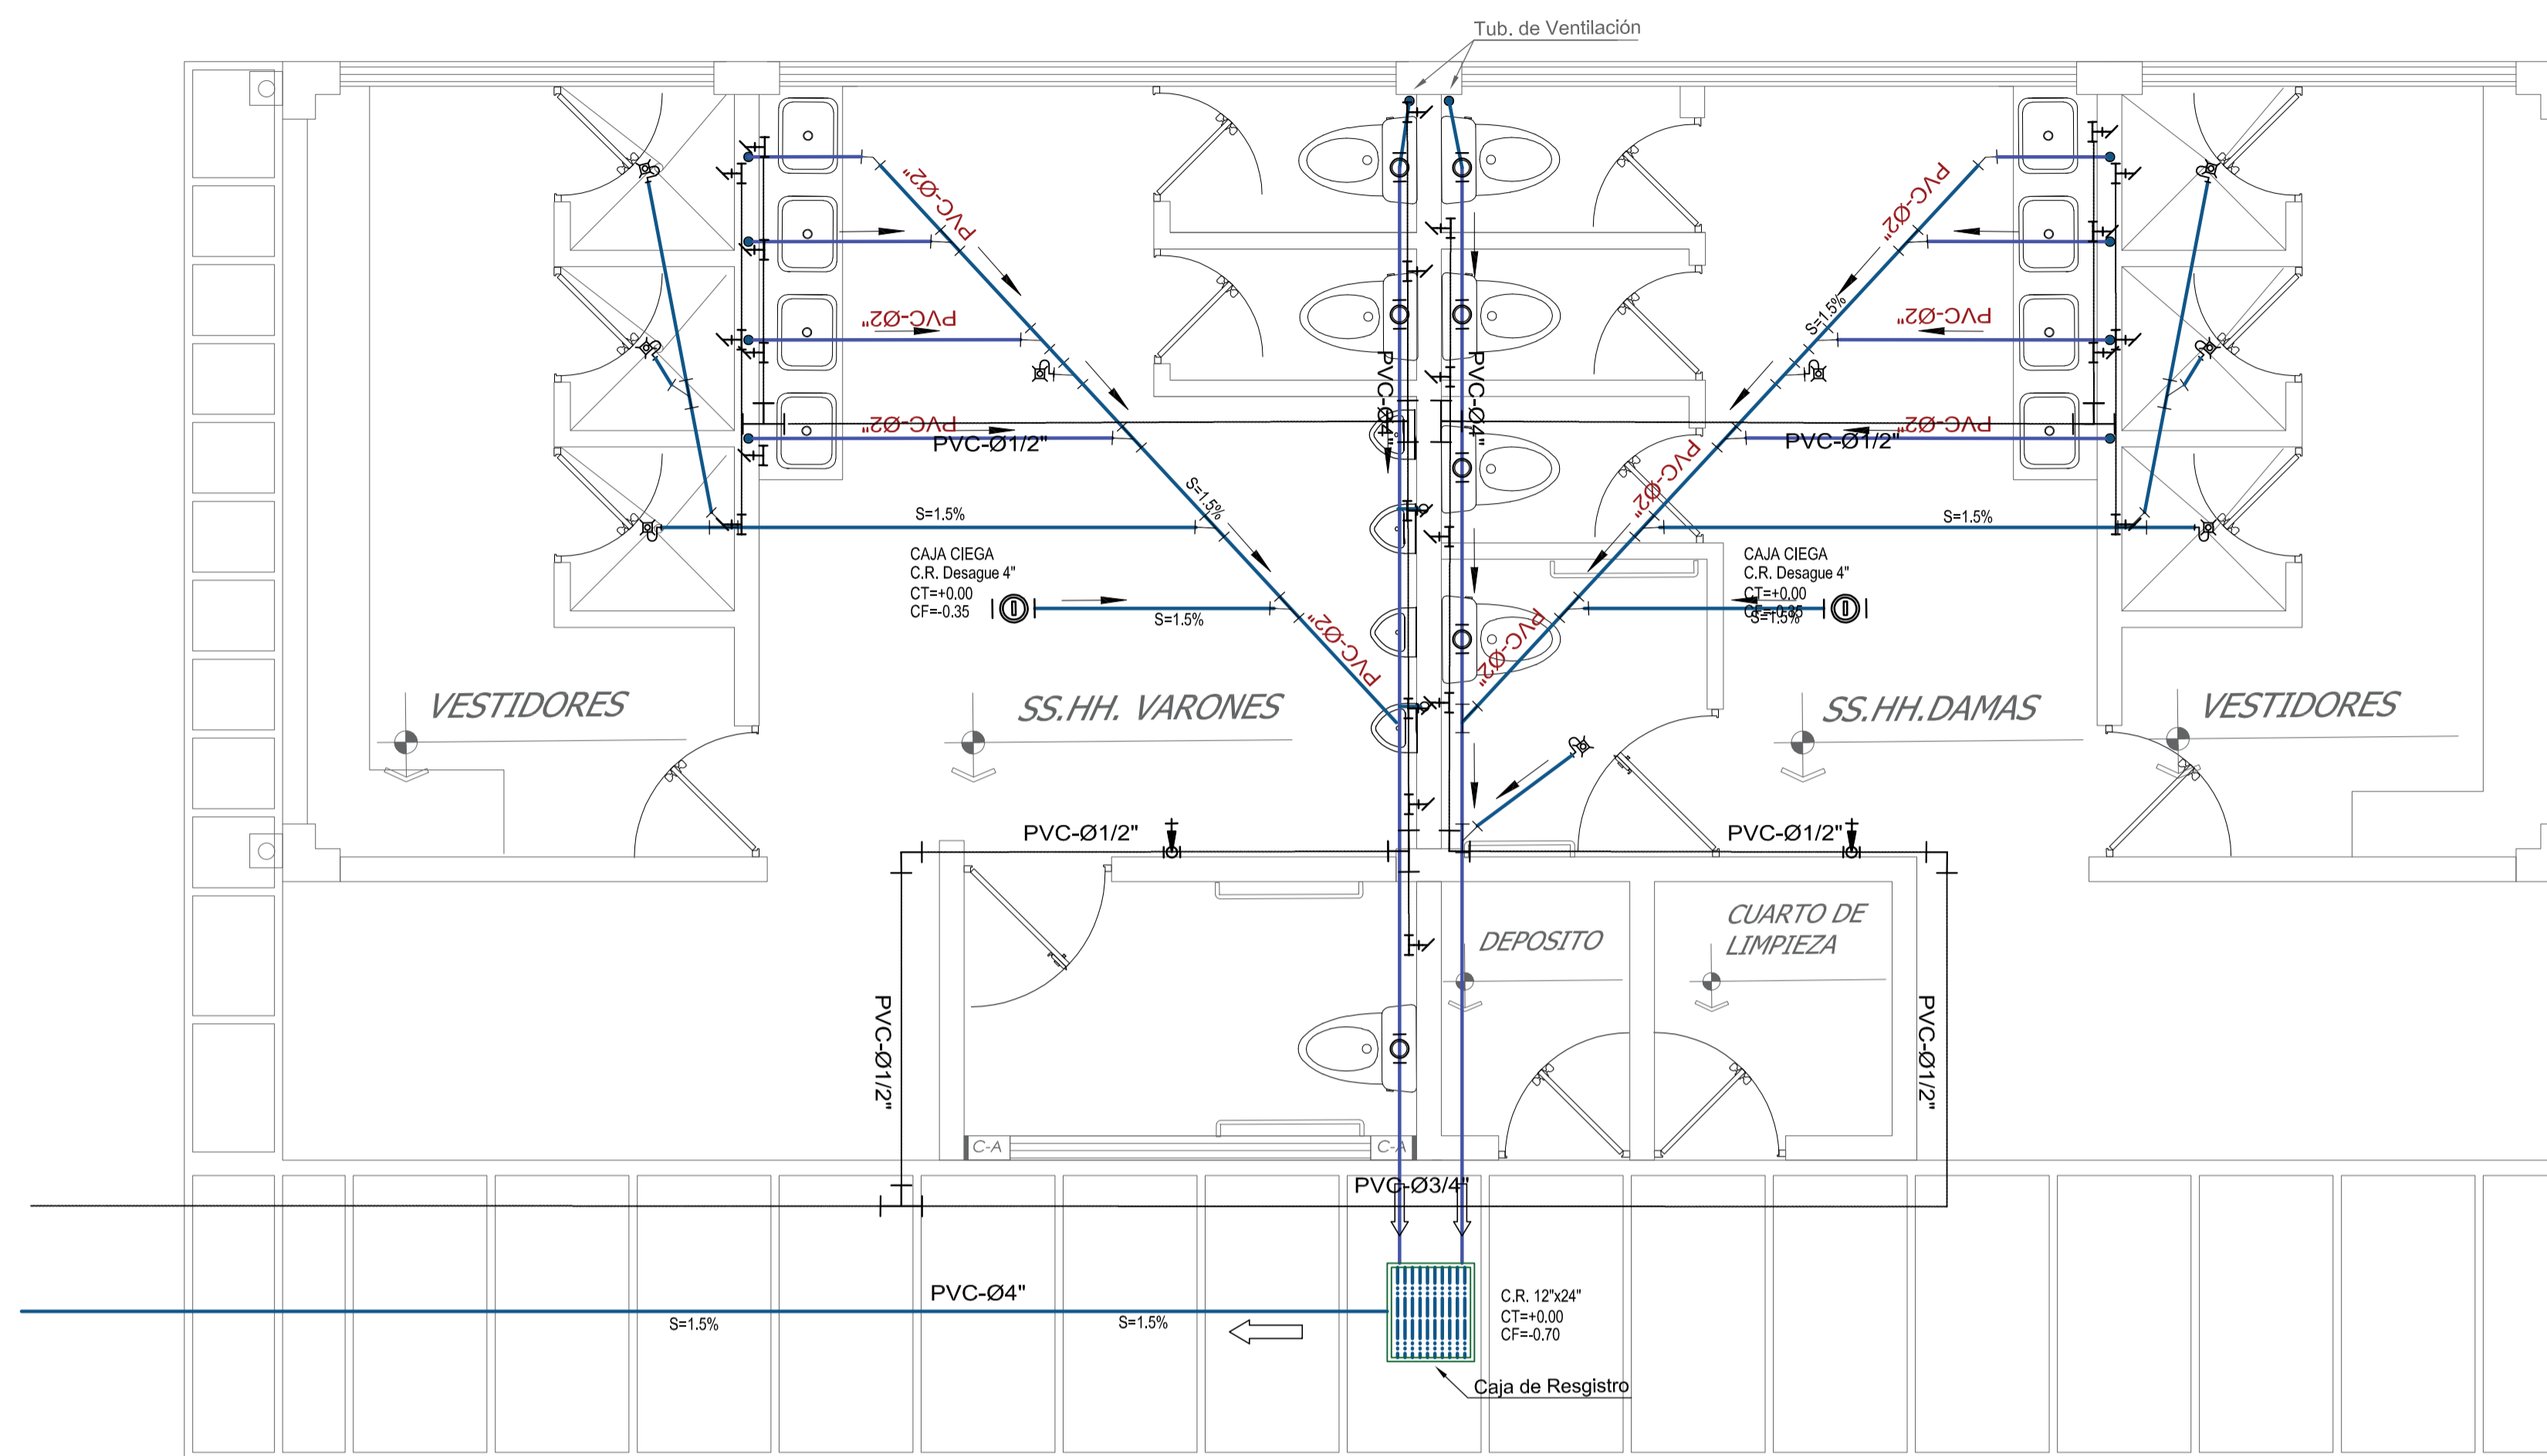 Tub. de Ventilación
PVC-Ø2"
PVC-Ø2"
S=1.5%
PVC-Ø2"
PVC-Ø2"
PVC-Ø4"
PVC-Ø4"
PVC-Ø2"
PVC-Ø2"
PVC-Ø1/2"
PVC-Ø1/2"
PVC-Ø2"
S=1.5%
S=1.5%
S=1.5%
CAJA CIEGA
C.R. Desague 4"
CT=+0.00
CF=-0.35
S=1.5%
CAJA CIEGA
C.R. Desague 4"
CT=+0.00
CF=-0.35
S=1.5%
PVC-Ø2"
PVC-Ø2"
VESTIDORES
SS.HH. VARONES
SS.HH.DAMAS
VESTIDORES
PVC-Ø1/2"
PVC-Ø1/2"
DEPOSITO
CUARTO DE
LIMPIEZA
PVC-Ø1/2"
PVC-Ø1/2"
C-A
C-A
PVC-Ø3/4"
PVC-Ø4"
S=1.5%
S=1.5%
C.R. 12"x24"
CT=+0.00
CF=-0.70
Caja de Resgistro